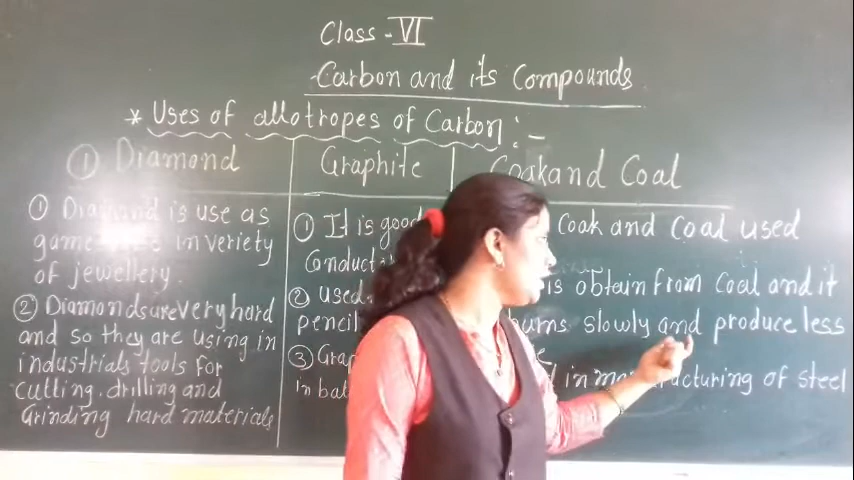 Class - VI
Carbon and its Compounds
* Uses of allotropes of Carbon :-
① Diamond
① Diamond is use as
in veriety
of jewellery.
② Diamonds are very hard
and so they are using in
industrials tools for
cutting, drilling and
Grinding hard materials
Graphite
① It is good
Conduct
② used
pencil
③ Gra
in bat
Coak and Coal
Coak and Coal used
is obtain from Coal and it
burns slowly and produce less
in manufacturing of steel